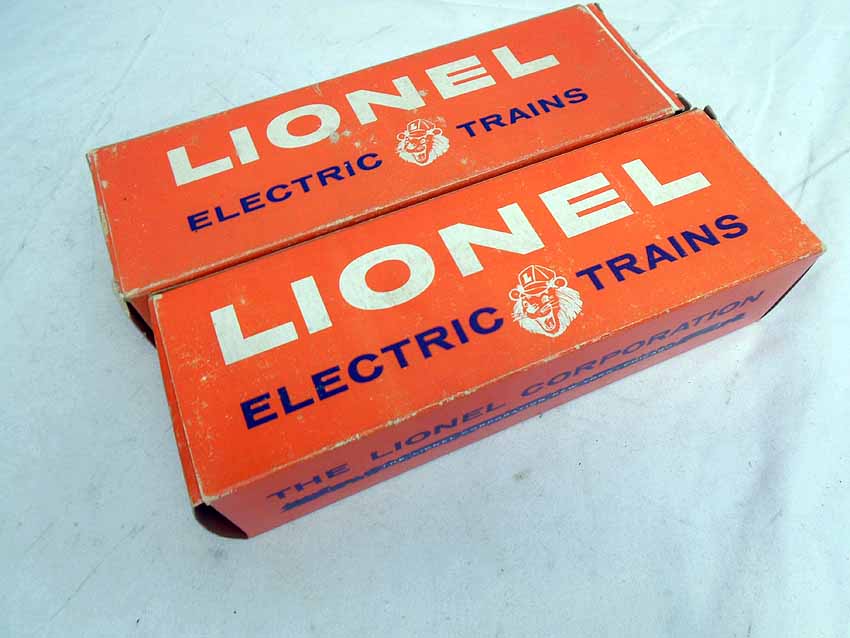 LIONEL
ELECTRIC TRAINS
LIONEL
L
ELECTRIC TRAINS
THE LIONEL CORPORATION